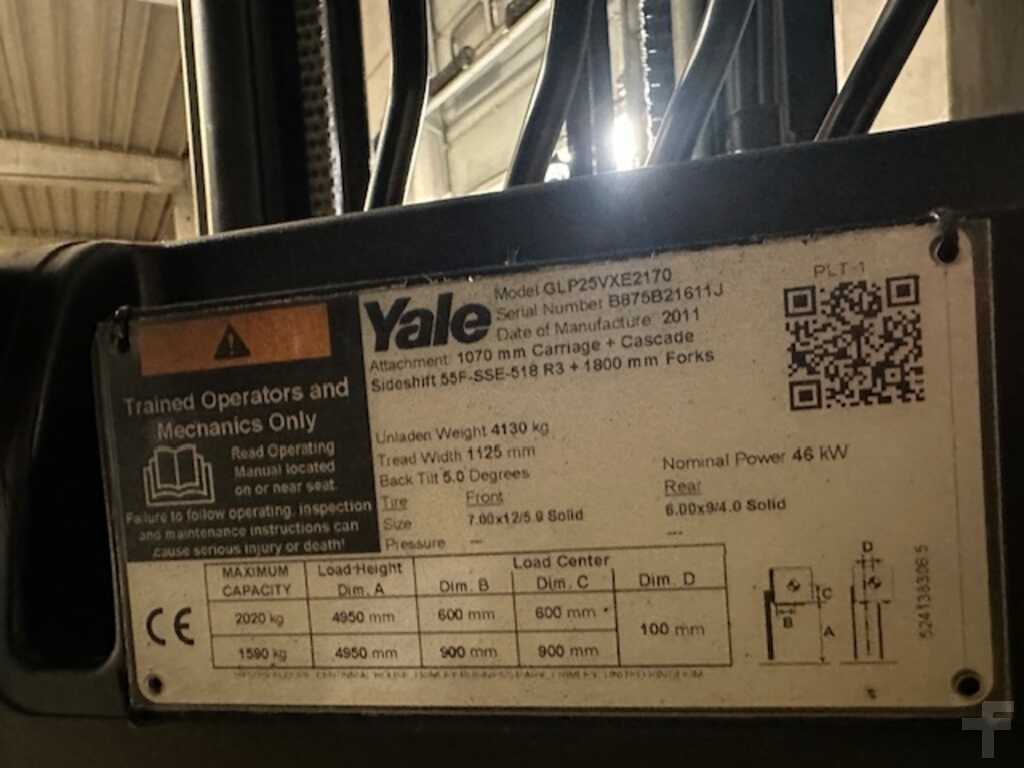 Yale
Model GLP25VXE2170
Serial Number B875B21611J
Date of Manufacture 2011
Attachment: 1070 mm Carriage + Cascade
Sideshift 55F-SSE-518 R3 + 1800 mm Forks
PLT-1
Trained Operators and
Mechanics Only
Read Operating
Manual located
on or near seat.
Failure to follow operating, inspection
and maintenance instructions can
cause serious injury or death!
Unladen Weight 4130 kg
Tread Width 1125 mm
Back Tilt 5.0 Degrees
Nominal Power 46 kW
Tire Front Rear
Size 7.00x12/5.0 Solid 6.00x9/4.0 Solid
Pressure --- ---
MAXIMUM CAPACITY Load Height Dim. A Load Center Dim. B Dim. C Dim. D
2020 kg 4950 mm 600 mm 600 mm 100 mm
1590 kg 4950 mm 900 mm 900 mm
CE
D
C
B
A
524138306 5